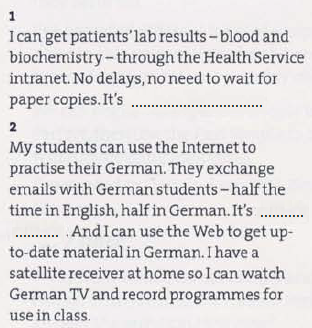 1
I can get patients' lab results – blood and
biochemistry – through the Health Service
intranet. No delays, no need to wait for
paper copies. It's ..............................
2
My students can use the Internet to
practise their German. They exchange
emails with German students – half the
time in English, half in German. It's ..........
.......... . And I can use the Web to get up-
to-date material in German. I have a
satellite receiver at home so I can watch
German TV and record programmes for
use in class.